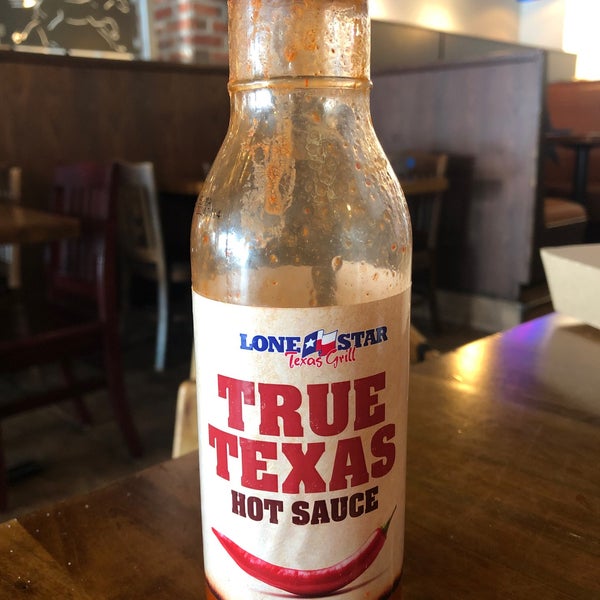 LONE STAR
Texas Grill
TRUE
TEXAS
HOT SAUCE